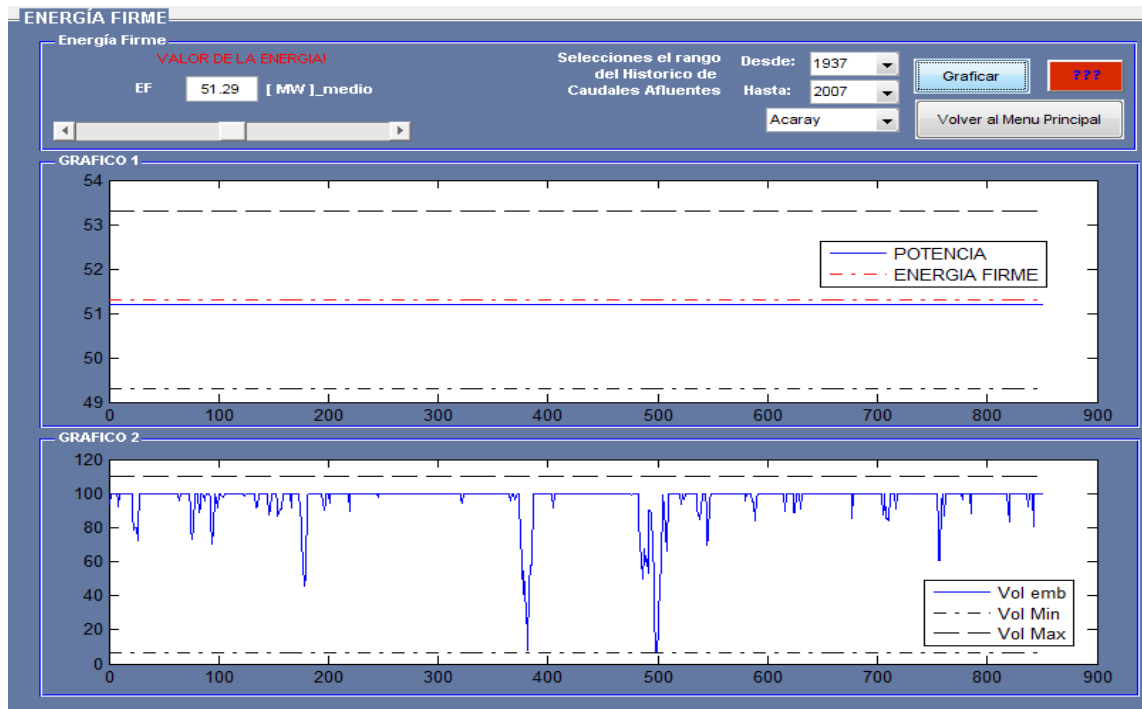 ENERGÍA FIRME
Energía Firme
VALOR DE LA ENERGIA!
EF 51.29 [ MW ]_medio
Selecciones el rango
del Historico de
Caudales Afluentes
Desde: 1937
Hasta: 2007
Acaray
Graficar
???
Volver al Menu Principal
GRAFICO 1
54
53
52
51
50
49
0 100 200 300 400 500 600 700 800 900
POTENCIA
ENERGIA FIRME
GRAFICO 2
120
100
80
60
40
20
0
0 100 200 300 400 500 600 700 800 900
Vol emb
Vol Min
Vol Max